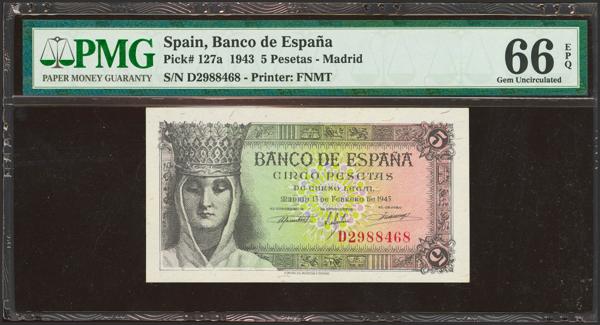 PMG
PAPER MONEY GUARANTY
Spain, Banco de España
Pick# 127a 1943 5 Pesetas - Madrid
S/N D2988468 - Printer: FNMT
66 EPQ
Gem Uncirculated
5
BANCO DE ESPAÑA
CINCO PESETAS
DE CURSO LEGAL
Madrid 13 de Febrero de 1943
D2988468
5